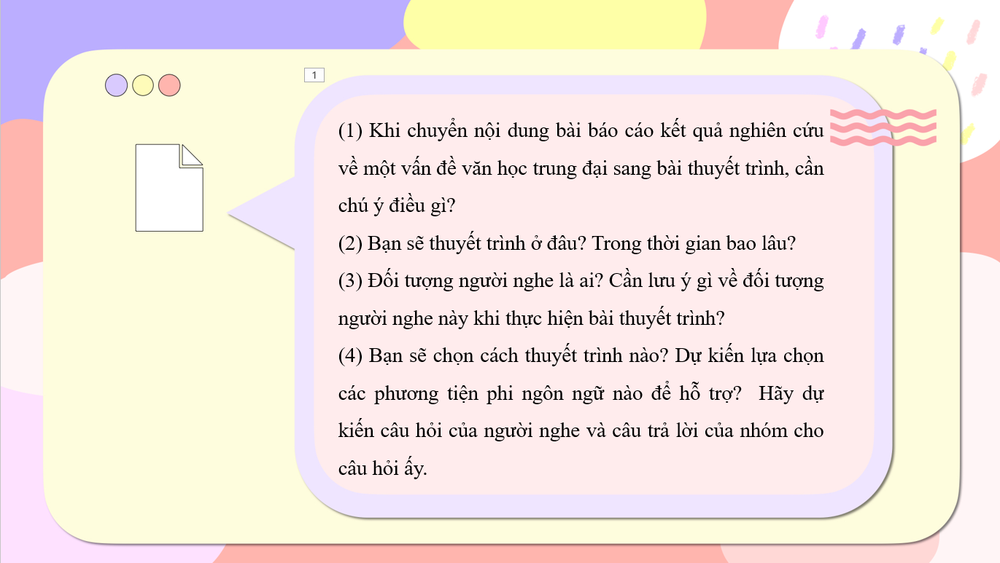 1
(1) Khi chuyển nội dung bài báo cáo kết quả nghiên cứu
về một vấn đề văn học trung đại sang bài thuyết trình, cần
chú ý điều gì?
(2) Bạn sẽ thuyết trình ở đâu? Trong thời gian bao lâu?
(3) Đối tượng người nghe là ai? Cần lưu ý gì về đối tượng
người nghe này khi thực hiện bài thuyết trình?
(4) Bạn sẽ chọn cách thuyết trình nào? Dự kiến lựa chọn
các phương tiện phi ngôn ngữ nào để hỗ trợ? Hãy dự
kiến câu hỏi của người nghe và câu trả lời của nhóm cho
câu hỏi ấy.